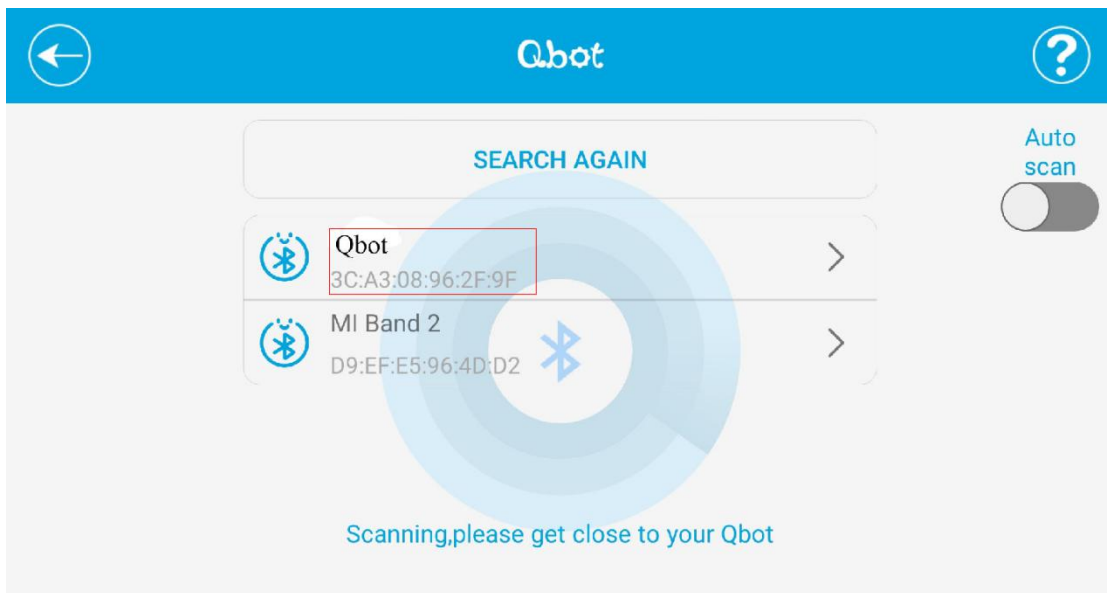 Qbot
?
Auto
scan
SEARCH AGAIN
Qbot
3C:A3:08:96:2F:9F
MI Band 2
D9:EF:E5:96:4D:D2
Scanning,please get close to your Qbot